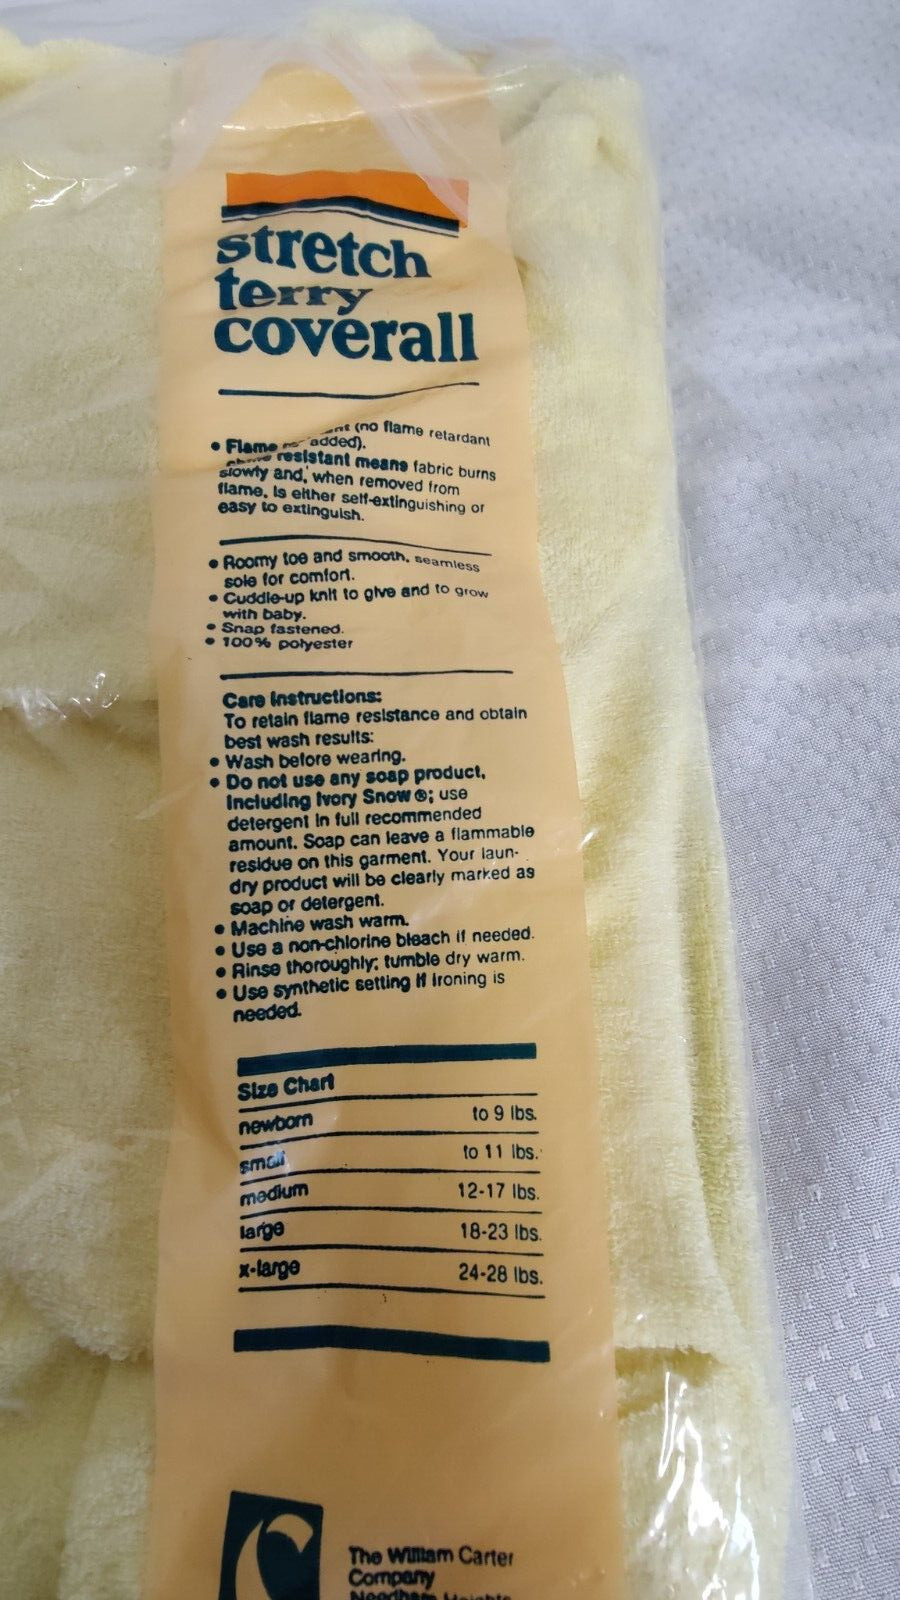 stretch
terry
coverall
• Flame (no flame retardant
added).
resistant means fabric burns
slowly and, when removed from
flame, is either self-extinguishing or
easy to extinguish.
• Roomy toe and smooth, seamless
sole for comfort.
• Cuddle-up knit to give and to grow
with baby.
• Snap fastened.
• 100% polyester
Care Instructions:
To retain flame resistance and obtain
best wash results:
• Wash before wearing.
• Do not use any soap product,
including Ivory Snow®; use
detergent in full recommended
amount. Soap can leave a flammable
residue on this garment. Your laun-
dry product will be clearly marked as
soap or detergent.
• Machine wash warm.
• Use a non-chlorine bleach if needed.
• Rinse thoroughly; tumble dry warm.
• Use synthetic setting if ironing is
needed.
Size Chart
newborn to 9 lbs.
small to 11 lbs.
medium 12-17 lbs.
large 18-23 lbs.
x-large 24-28 lbs.
The William Carter
Company
Needham Heights